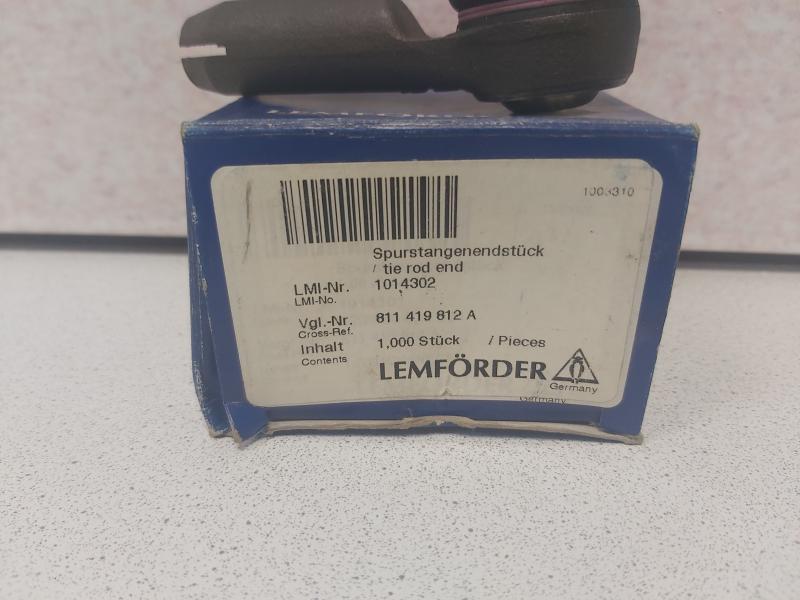 1003310
Spurstangenendstück
/ tie rod end
LMI-Nr. 1014302
LMI-No.
Vgl.-Nr. 811 419 812 A
Cross-Ref.
Inhalt 1,000 Stück / Pieces
Contents
LEMFÖRDER
Germany
Germany